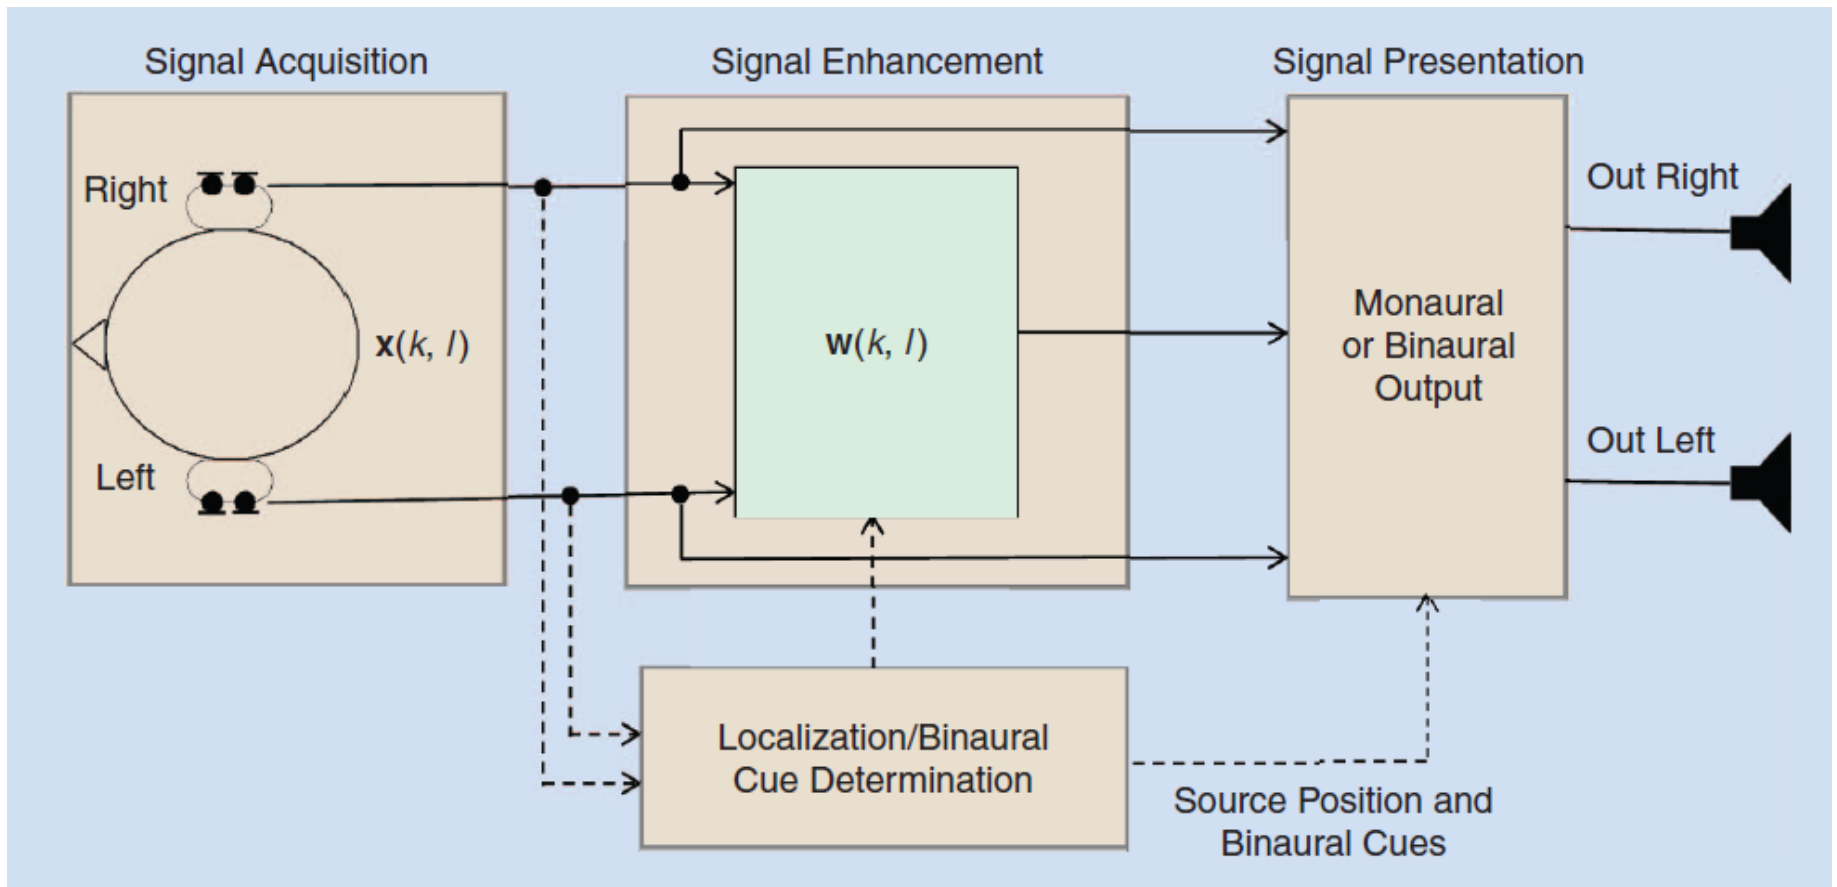 Signal Acquisition
Signal Enhancement
Signal Presentation
Right
x(k, l)
Left
w(k, l)
Monaural
or Binaural
Output
Out Right
Out Left
Localization/Binaural
Cue Determination
Source Position and
Binaural Cues